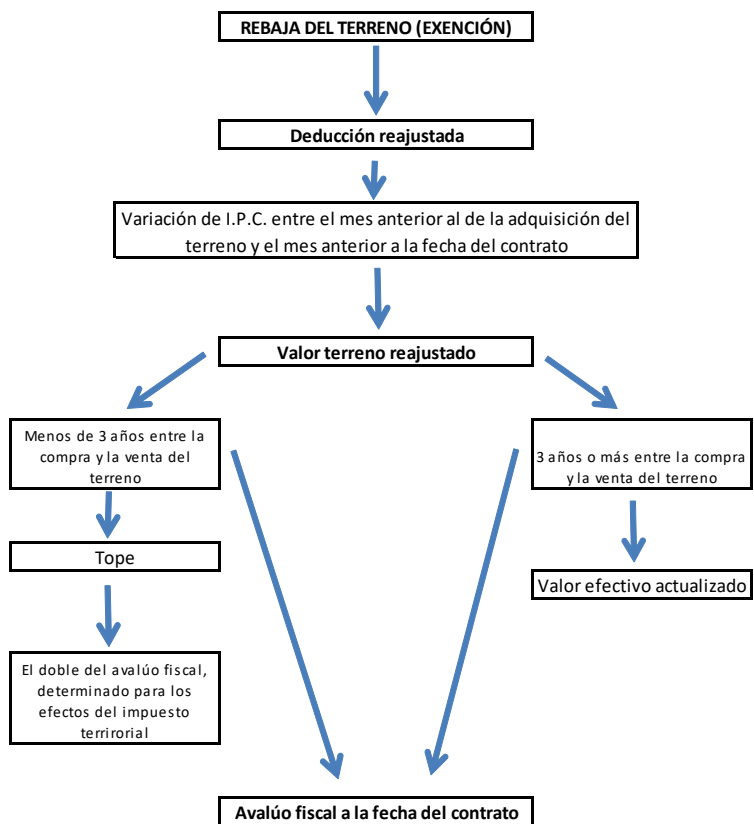 REBAJA DEL TERRENO (EXENCIÓN)
Deducción reajustada
Variación de I.P.C. entre el mes anterior al de la adquisición del
terreno y el mes anterior a la fecha del contrato
Valor terreno reajustado
Menos de 3 años entre la
compra y la venta del
terreno
3 años o más entre la compra
y la venta del terreno
Tope
Valor efectivo actualizado
El doble del avalúo fiscal,
determinado para los
efectos del impuesto
terrirorial
Avalúo fiscal a la fecha del contrato